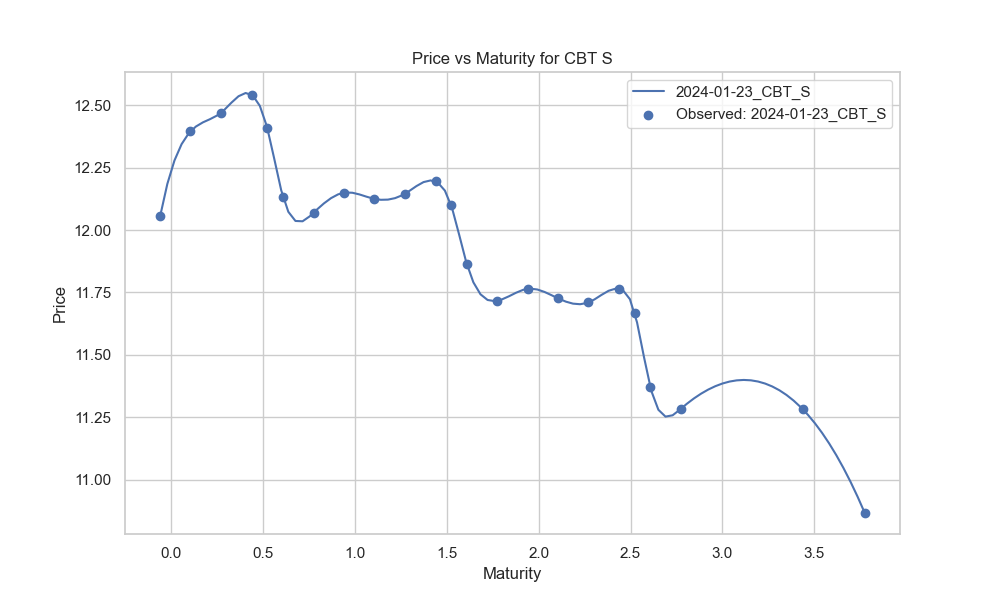 Price vs Maturity for CBT S
2024-01-23_CBT_S
Observed: 2024-01-23_CBT_S
12.50
12.25
12.00
11.75
11.50
11.25
11.00
Price
0.0 0.5 1.0 1.5 2.0 2.5 3.0 3.5
Maturity